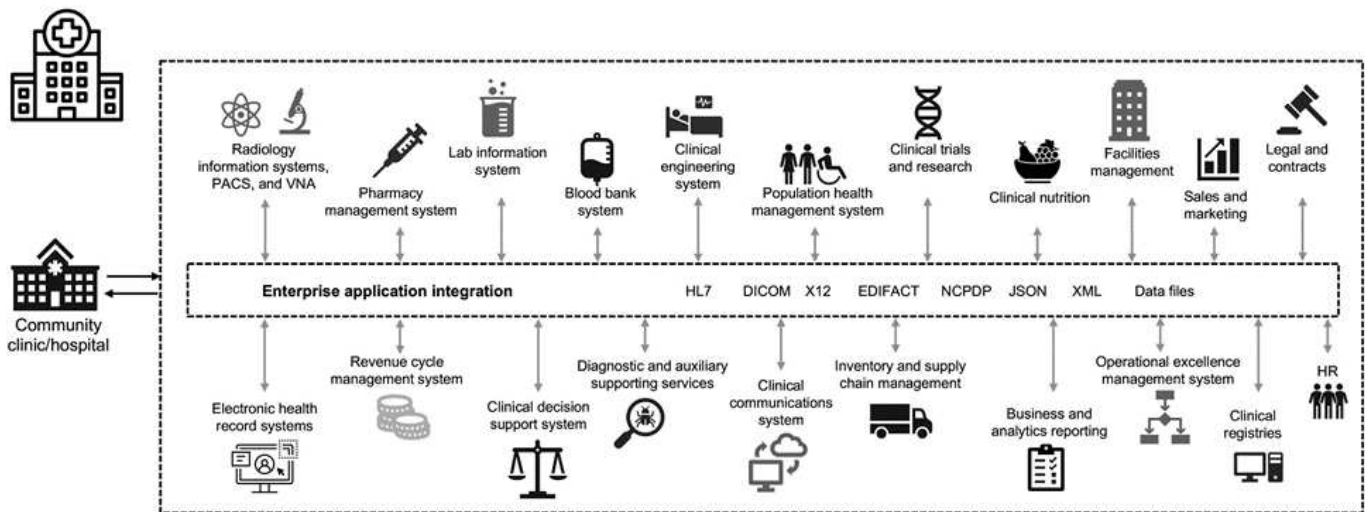 Radiology
information systems,
PACS, and VNA
Pharmacy
management system
Lab information
system
Blood bank
system
Clinical
engineering
system
Population health
management system
Clinical trials
and research
Clinical nutrition
Facilities
management
Sales and
marketing
Legal and
contracts
Community
clinic/hospital
Enterprise application integration
HL7 DICOM X12 EDIFACT NCPDP JSON XML Data files
Electronic health
record systems
Revenue cycle
management system
Clinical decision
support system
Diagnostic and auxiliary
supporting services
Clinical
communications
system
Inventory and supply
chain management
Business and
analytics reporting
Operational excellence
management system
Clinical
registries
HR